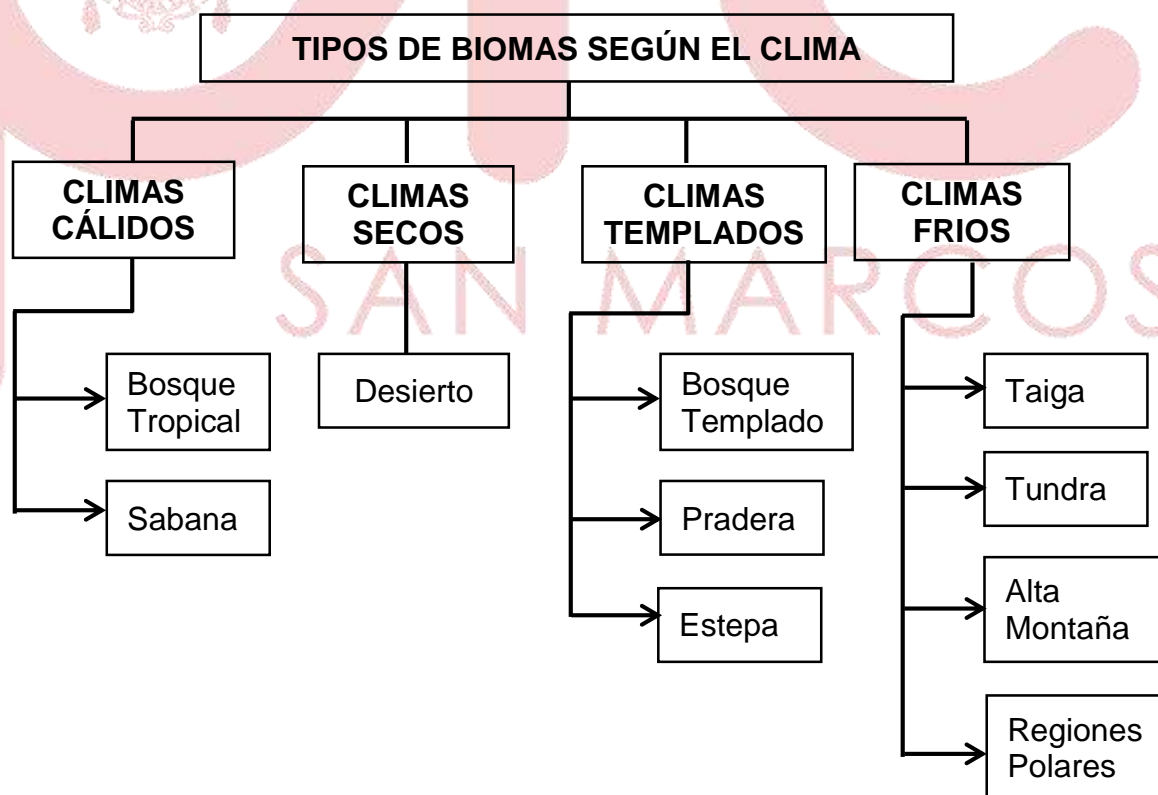 TIPOS DE BIOMAS SEGÚN EL CLIMA
CLIMAS
CÁLIDOS
CLIMAS
SECOS
CLIMAS
TEMPLADOS
CLIMAS
FRIOS
SAN MARCOS
Bosque
Tropical
Sabana
Desierto
Bosque
Templado
Pradera
Estepa
Taiga
Tundra
Alta
Montaña
Regiones
Polares